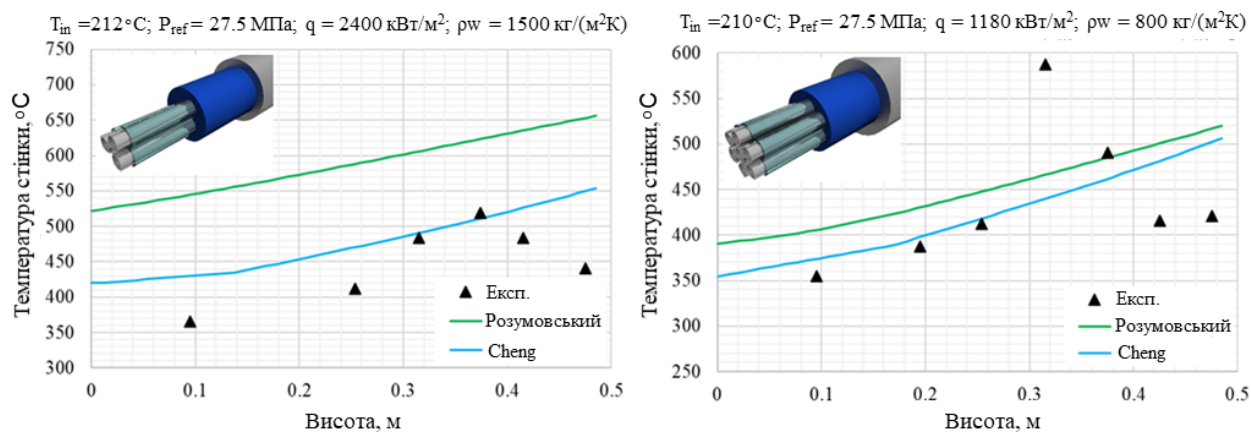 T_in =212°C; P_ref = 27.5 МПа; q = 2400 кВт/м²; ρw = 1500 кг/(м²К)
750
700
650
600
550
500
450
400
350
300
0
0.1
0.2
0.3
0.4
0.5
Температура стінки, °C
Висота, м
Експ.
Розумовський
Cheng
T_in =210°C; P_ref = 27.5 МПа; q = 1180 кВт/м²; ρw = 800 кг/(м²К)
600
550
500
450
400
350
300
250
0
0.1
0.2
0.3
0.4
0.5
Температура стінки, °C
Висота, м
Експ.
Розумовський
Cheng